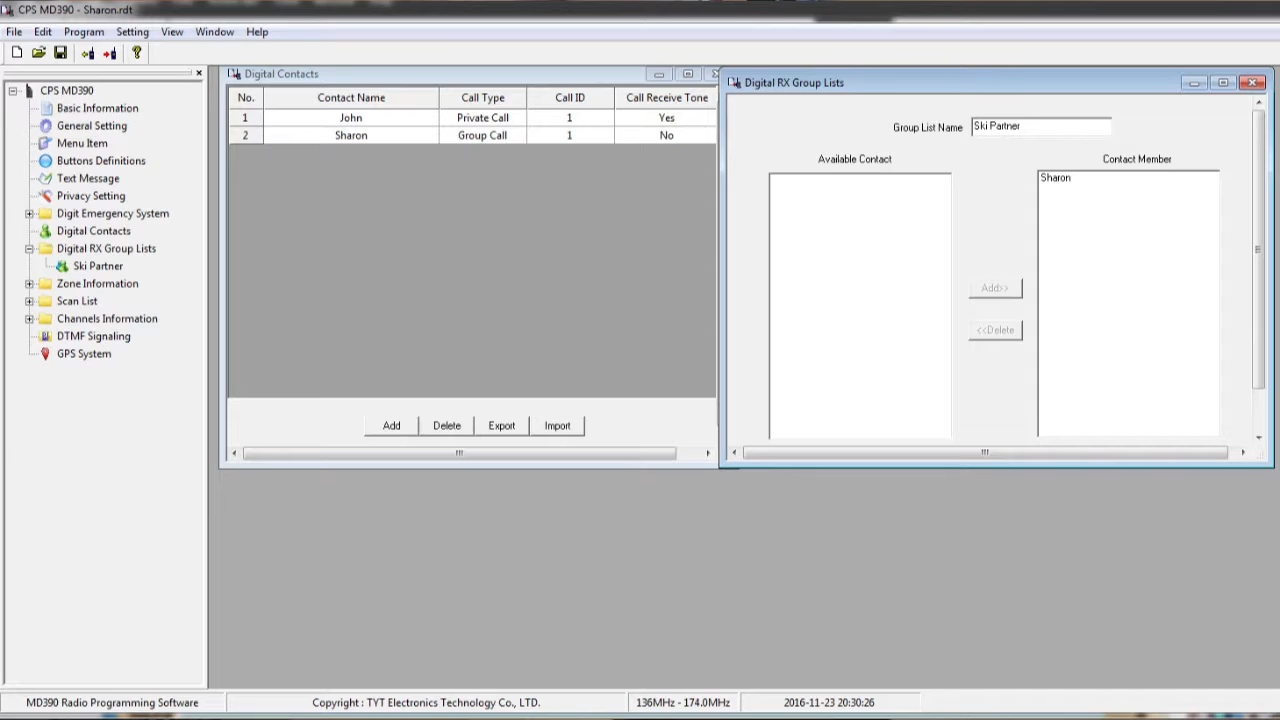 CPS MD390 - Sharon.rdt
File Edit Program Setting View Window Help
CPS MD390
Basic Information
General Setting
Menu Item
Buttons Definitions
Text Message
Privacy Setting
Digit Emergency System
Digital Contacts
Digital RX Group Lists
Ski Partner
Zone Information
Scan List
Channels Information
DTMF Signaling
GPS System
Digital Contacts
No. Contact Name Call Type Call ID Call Receive Tone
1 John Private Call 1 Yes
2 Sharon Group Call 1 No
Add Delete Export Import
Digital RX Group Lists
Group List Name Ski Partner
Available Contact Contact Member
Sharon
Add>>
<<Delete
MD390 Radio Programming Software Copyright : TYT Electronics Technology Co., LTD. 136MHz - 174.0MHz 2016-11-23 20:30:26